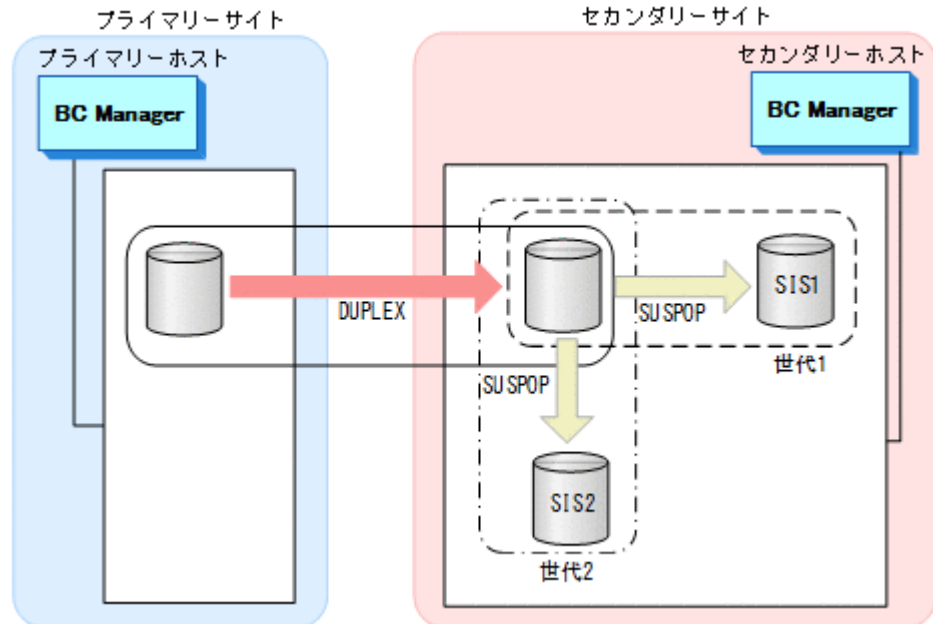 プライマリーサイト
セカンダリーサイト
プライマリーホスト
セカンダリーホスト
BC Manager
BC Manager
SIS1
DUPLEX
SUSPOP
世代1
SUSPOP
SIS2
世代2